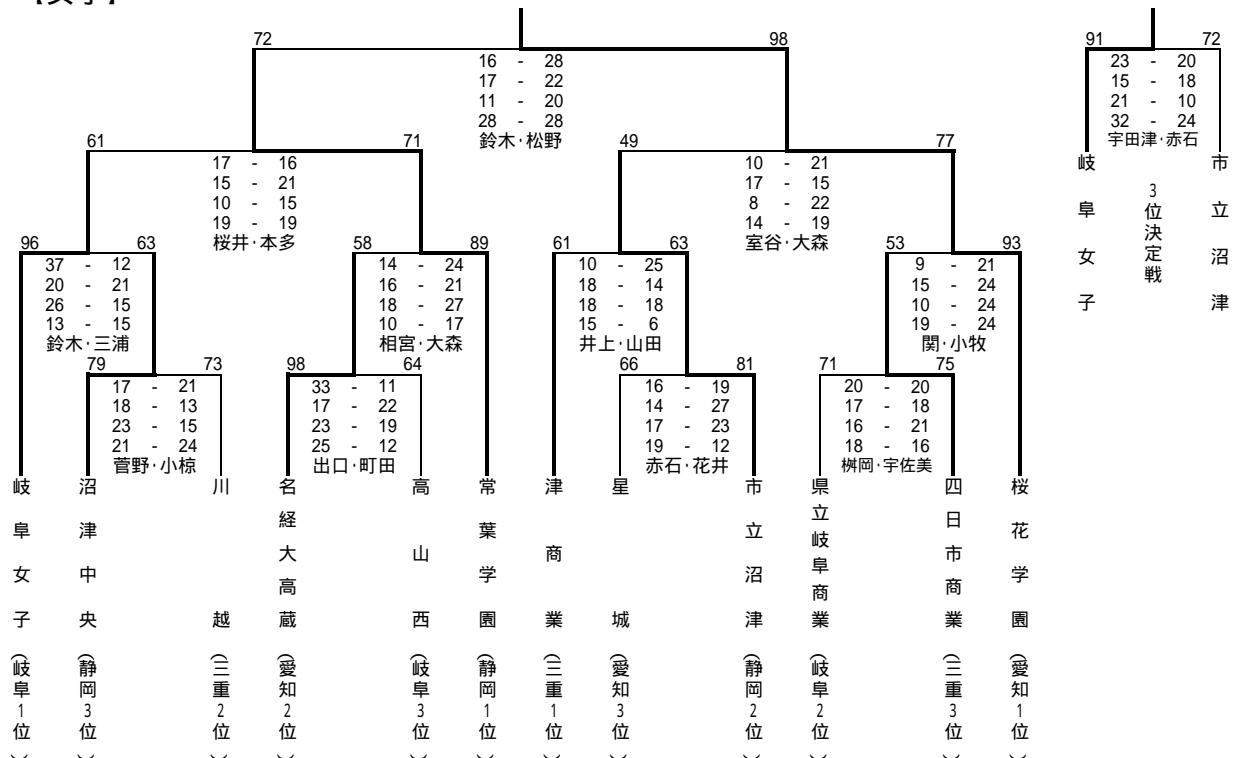 72 98
16 - 28
17 - 22
11 - 20
28 - 28
鈴木・松野
91 72
23 - 20
15 - 18
21 - 10
32 - 24
宇田津・赤石
岐阜女子
3位決定戦
市立沼津
61 71
17 - 16
15 - 21
10 - 15
19 - 19
桜井・本多
49 77
10 - 21
17 - 15
8 - 22
14 - 19
室谷・大森
96 63
37 - 12
20 - 21
26 - 15
13 - 15
鈴木・三浦
58 89
14 - 24
16 - 21
18 - 27
10 - 17
相宮・大森
61 63
10 - 25
18 - 14
18 - 18
15 - 6
井上・山田
53 93
9 - 21
15 - 24
10 - 24
19 - 24
関・小牧
79 73
17 - 21
18 - 13
23 - 15
21 - 24
菅野・小椋
98 64
33 - 11
17 - 22
23 - 19
25 - 12
出口・町田
66 81
16 - 19
14 - 27
17 - 23
19 - 12
赤石・花井
71 75
20 - 20
17 - 18
16 - 21
18 - 16
桝岡・宇佐美
岐阜女子(岐阜1位)
沼津中央(静岡3位)
川越(三重2位)
名経大高蔵(愛知2位)
高山西(岐阜3位)
常葉学園(静岡1位)
津商業(三重1位)
星城(愛知3位)
市立沼津(静岡2位)
県立岐阜商業(岐阜2位)
四日市商業(三重3位)
桜花学園(愛知1位)